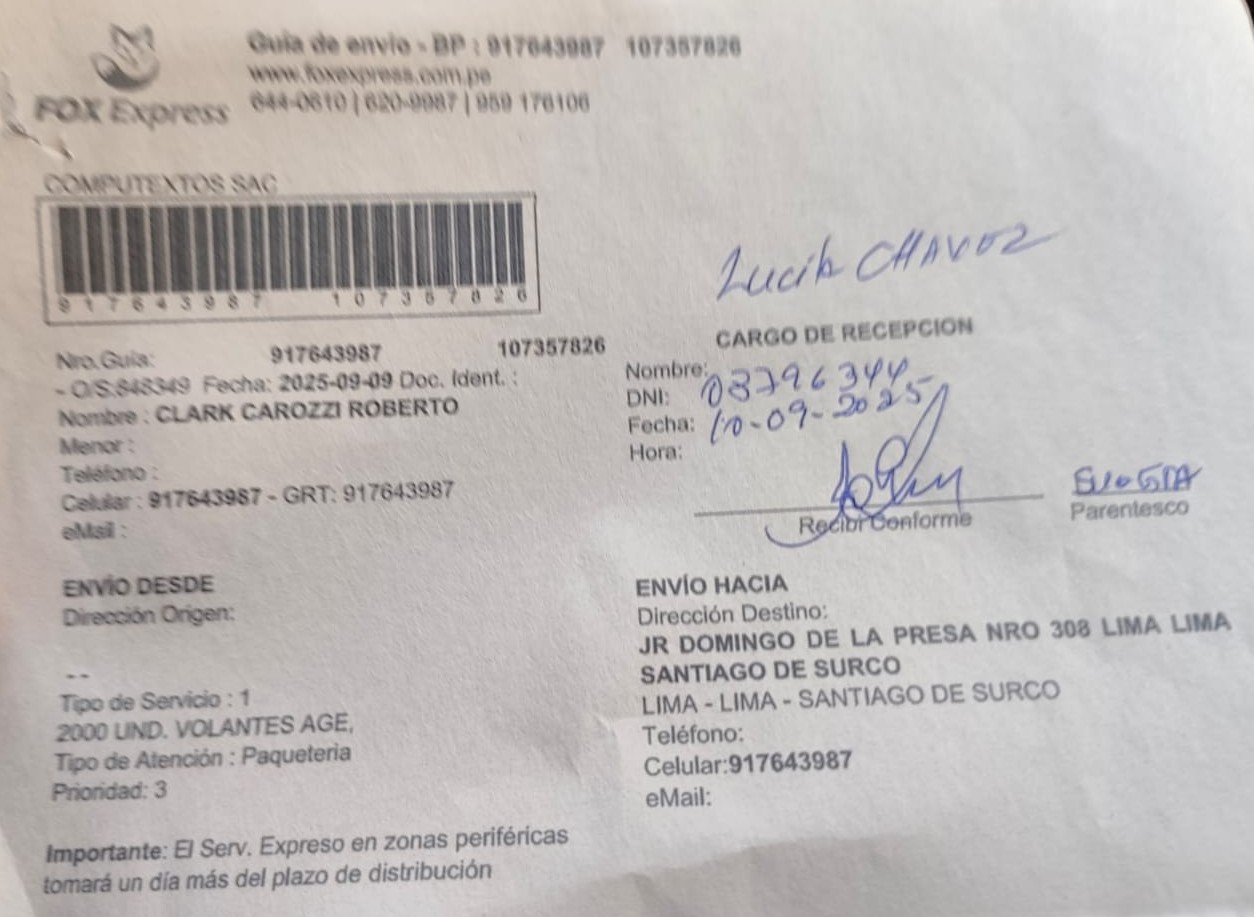 Guía de envío - BP : 917643987 107357826
www.foxexpress.com.pe
644-0610 | 620-9987 | 959 176106
FOX Express
COMPUTEXTOS SAC
917643987 107357826
Nro.Guia: 917643987 107357826
- O/S:848349 Fecha: 2025-09-09 Doc. Ident. :
Nombre : CLARK CAROZZI ROBERTO
Menor :
Teléfono :
Celular : 917643987 - GRT: 917643987
eMail :
CHAVEZ
CARGO DE RECEPCION
Nombre:
DNI: 03796344
Fecha: 10-09-2025
Hora:
Recibí Conforme
Parentesco
ENVÍO DESDE
Dirección Origen:
--
Tipo de Servicio : 1
2000 UND. VOLANTES AGE,
Tipo de Atención : Paqueteria
Prioridad: 3
ENVÍO HACIA
Dirección Destino:
JR DOMINGO DE LA PRESA NRO 308 LIMA LIMA
SANTIAGO DE SURCO
LIMA - LIMA - SANTIAGO DE SURCO
Teléfono:
Celular:917643987
eMail:
Importante: El Serv. Expreso en zonas periféricas
tomará un día más del plazo de distribución